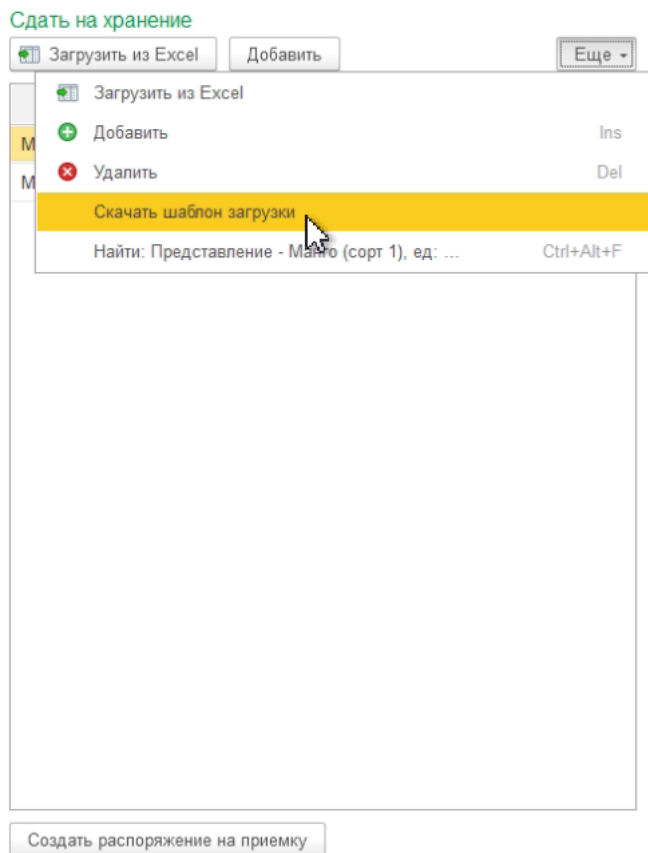 Сдать на хранение
Загрузить из Excel Добавить Еще
Загрузить из Excel
Добавить Ins
М
Удалить Del
М
Скачать шаблон загрузки
Найти: Представление - Манго (сорт 1), ед: ... Ctrl+Alt+F
Создать распоряжение на приемку